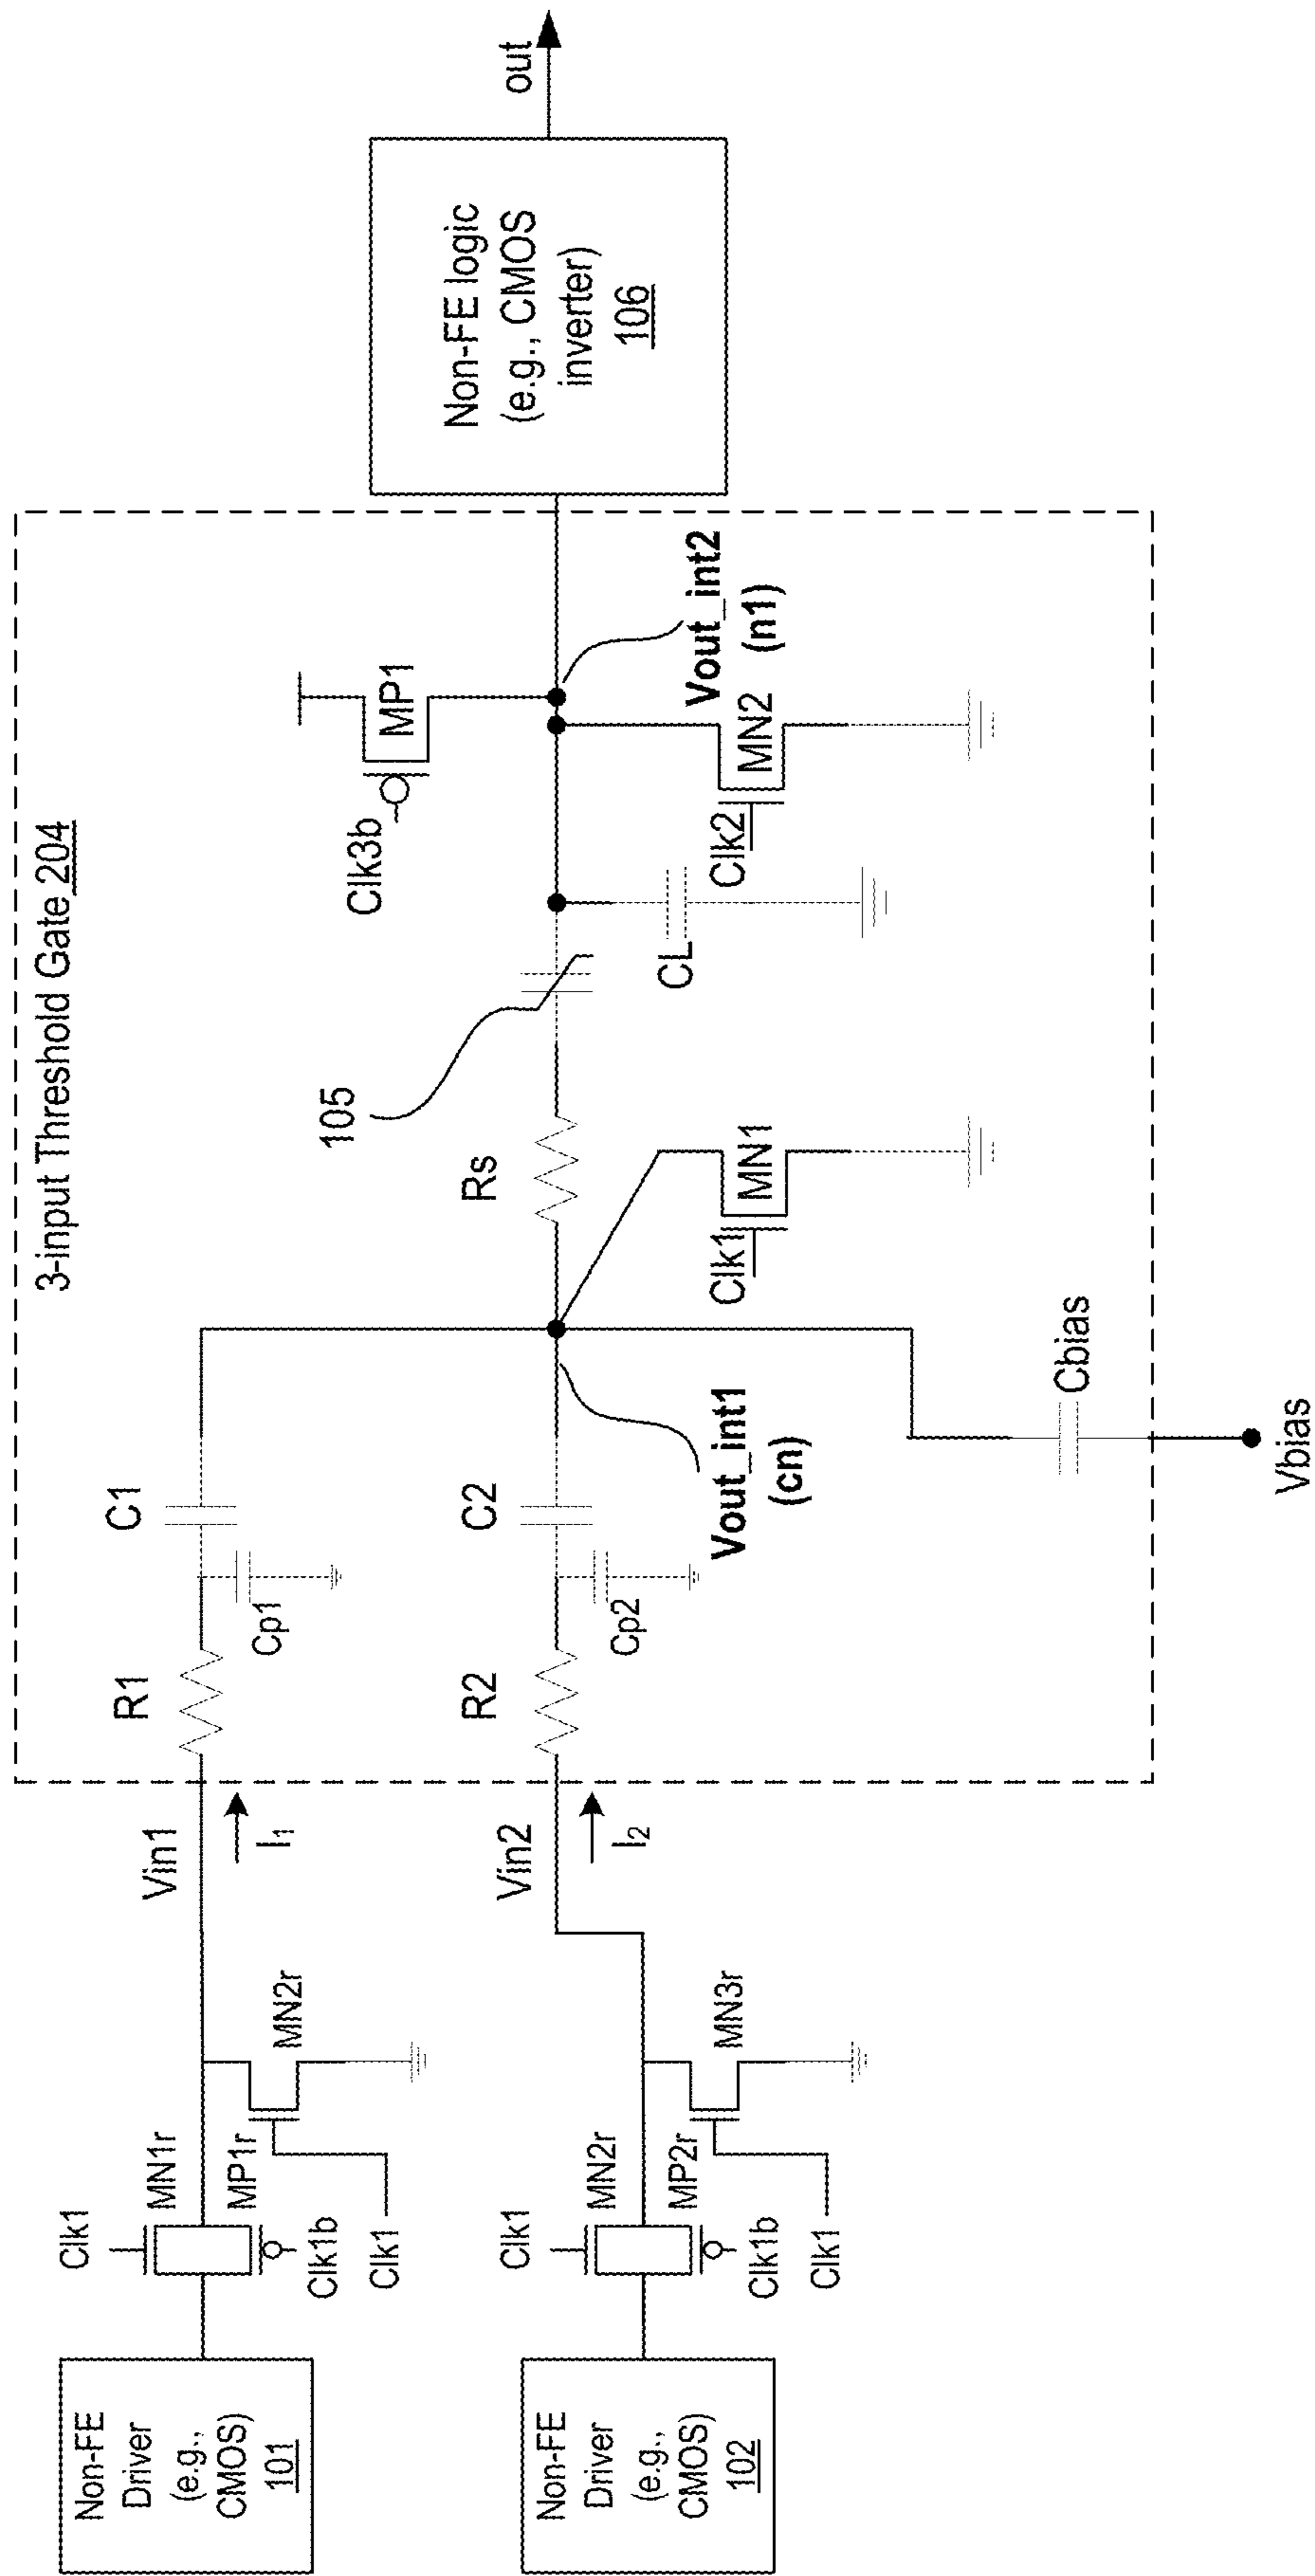 3-input Threshold Gate 204
Non-FE
Driver
(e.g.,
CMOS)
101
Clk1
MN1r
MP1r
Clk1b
Clk1
MN2r
Vin1
I1
R1
Cp1
C1
Non-FE
Driver
(e.g.,
CMOS)
102
Clk1
MN2r
MP2r
Clk1b
Clk1
MN3r
Vin2
I2
R2
Cp2
C2
Vout_int1
(cn)
Cbias
Vbias
Rs
Clk1
MN1
105
CL
Clk3b
MP1
Clk2
MN2
Vout_int2
(n1)
Non-FE logic
(e.g., CMOS
inverter)
106
out